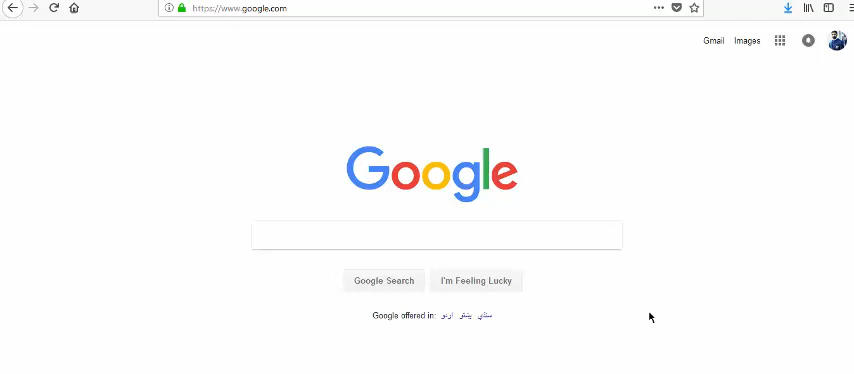 https://www.google.com
Gmail Images
Google
Google Search I'm Feeling Lucky
Google offered in: اردو پښتو سنڌي